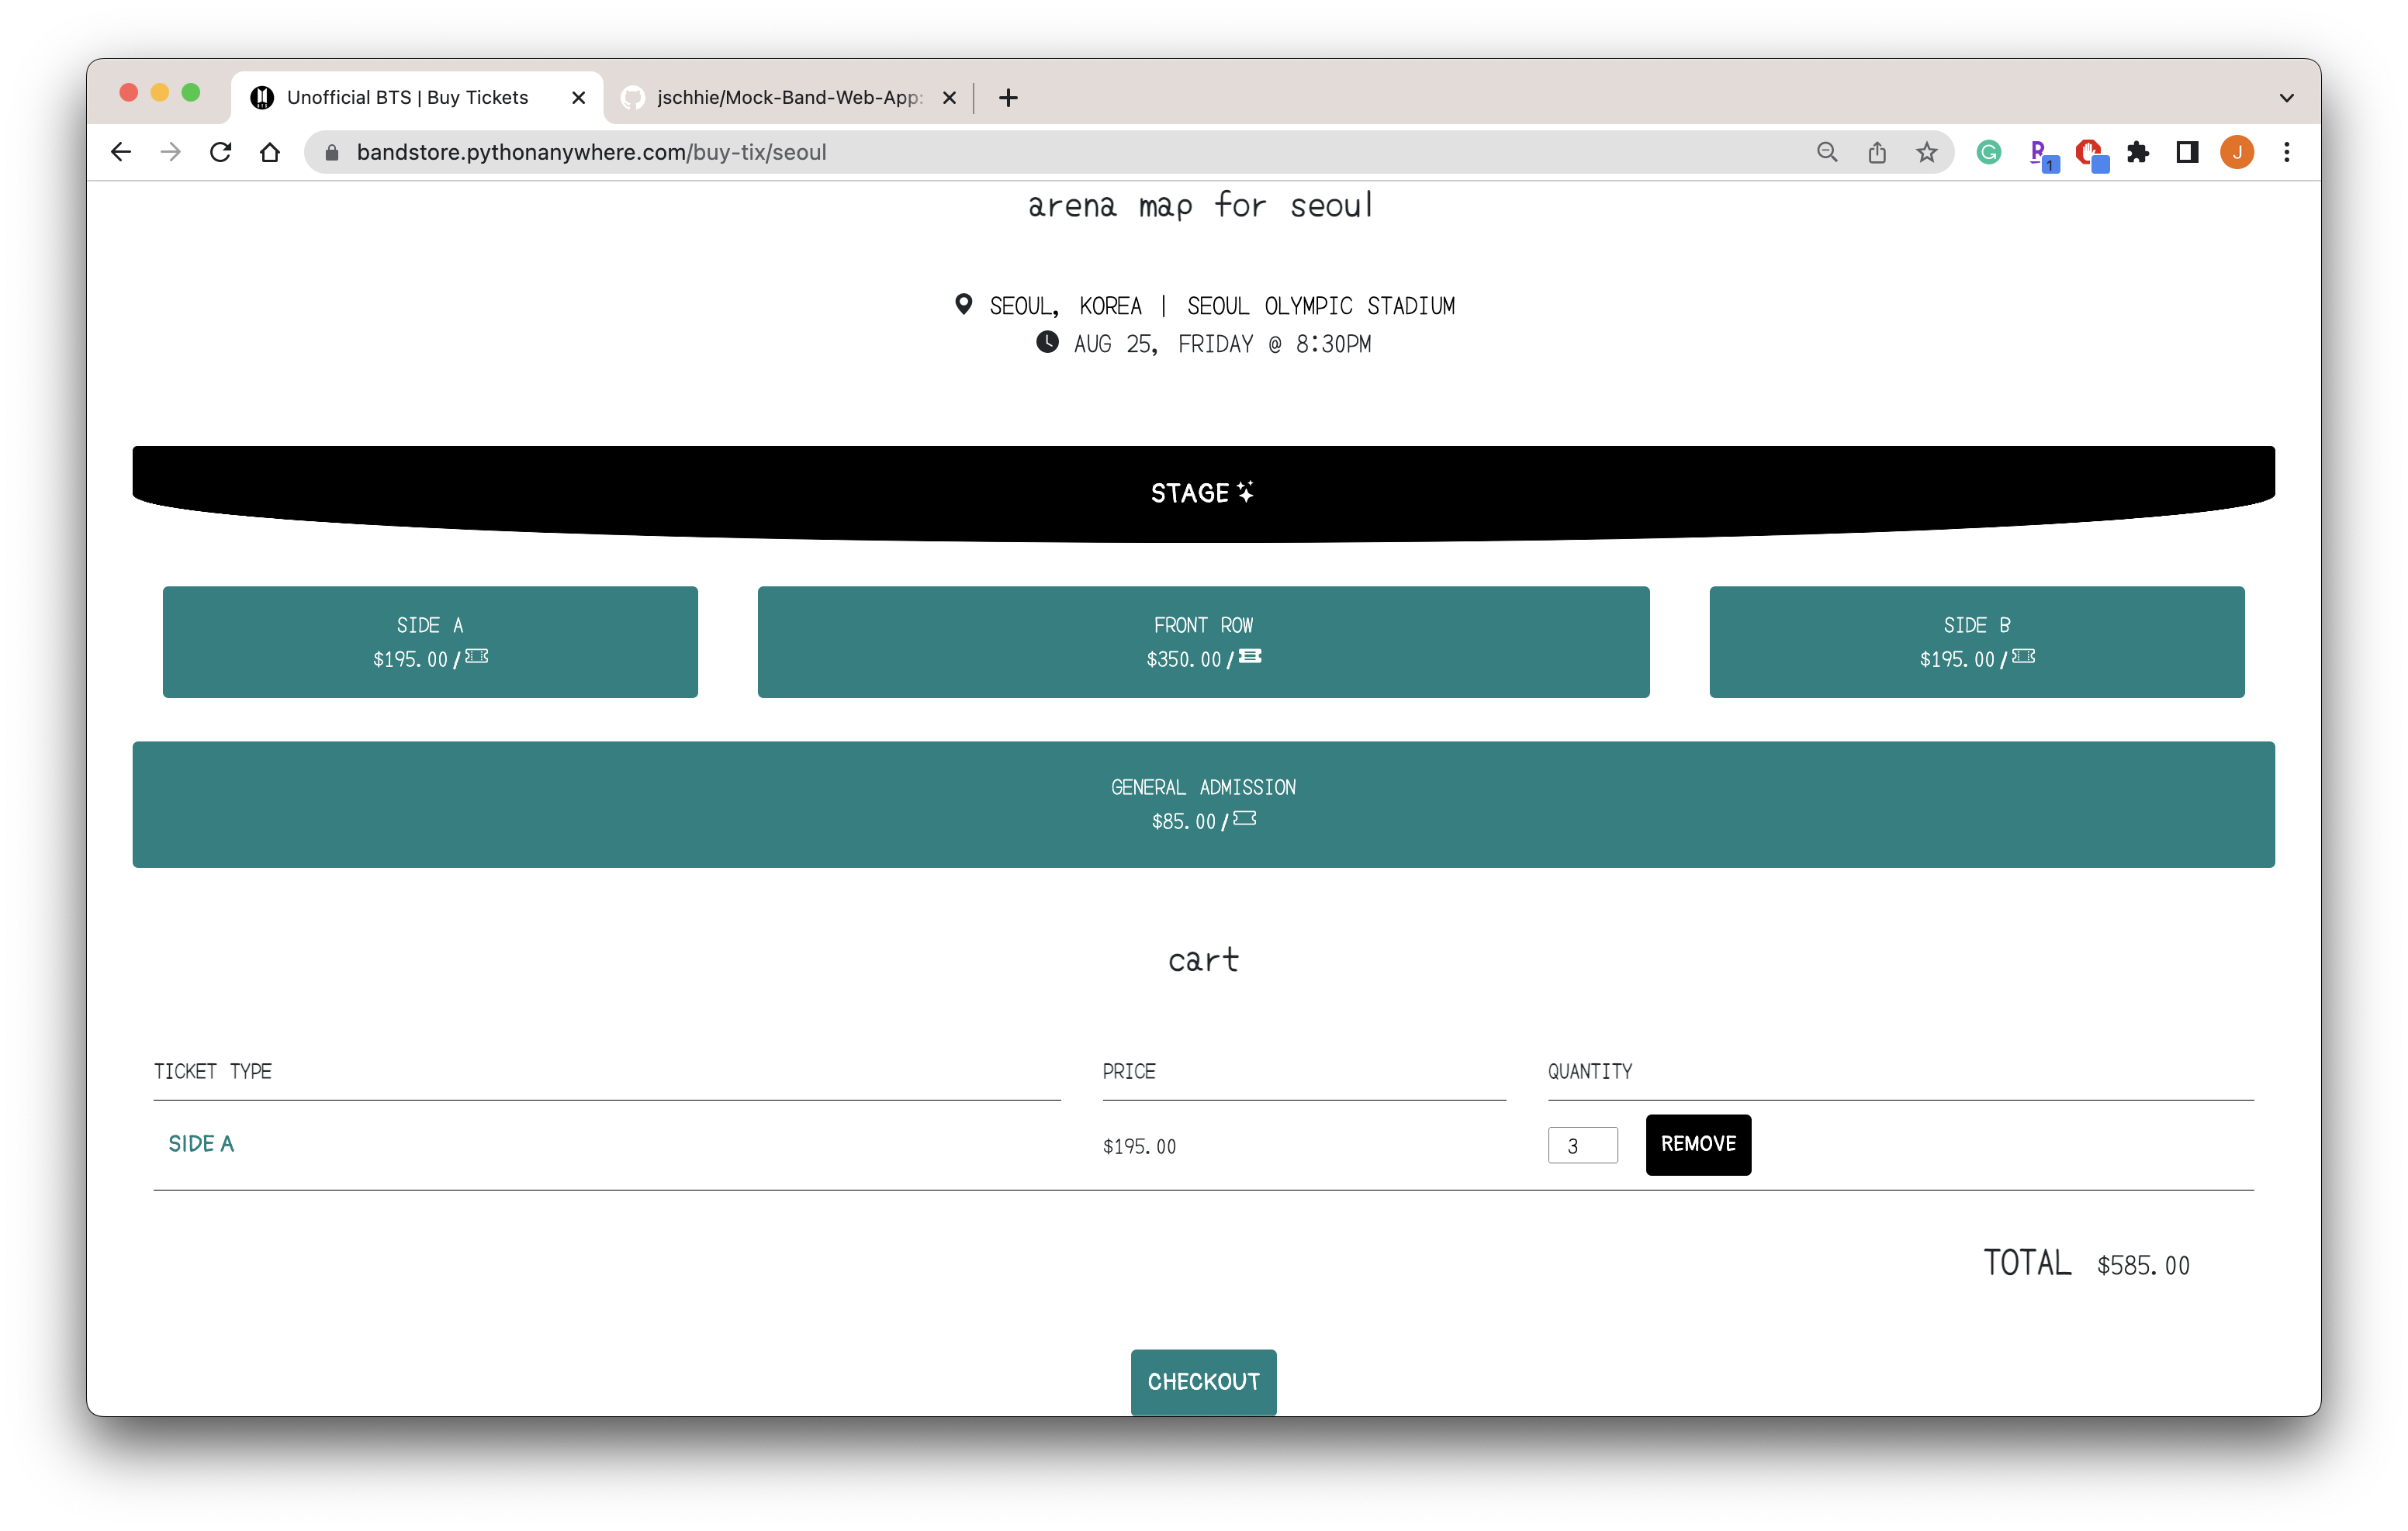 Unofficial BTS | Buy Tickets
jschhie/Mock-Band-Web-App:
bandstore.pythonanywhere.com/buy-tix/seoul
1
J
arena map for seoul
SEOUL, KOREA | SEOUL OLYMPIC STADIUM
AUG 25, FRIDAY @ 8:30PM
STAGE
SIDE A
$195.00/
FRONT ROW
$350.00/
SIDE B
$195.00/
GENERAL ADMISSION
$85.00/
cart
TICKET TYPE PRICE QUANTITY
SIDE A $195.00 3 REMOVE
TOTAL $585.00
CHECKOUT